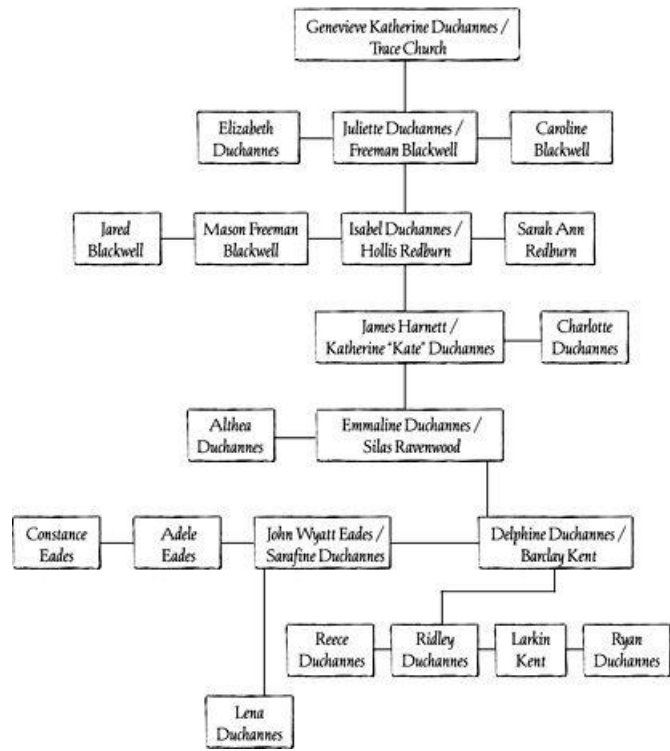 Genevieve Katherine Duchannes /
Trace Church
Elizabeth
Duchannes
Juliette Duchannes /
Freeman Blackwell
Caroline
Blackwell
Jared
Blackwell
Mason Freeman
Blackwell
Isabel Duchannes /
Hollis Redburn
Sarah Ann
Redburn
James Harnett /
Katherine "Kate" Duchannes
Charlotte
Duchannes
Althea
Duchannes
Emmaline Duchannes /
Silas Ravenwood
Constance
Eades
Adele
Eades
John Wyatt Eades /
Sarafine Duchannes
Delphine Duchannes /
Barclay Kent
Reece
Duchannes
Ridley
Duchannes
Larkin
Kent
Ryan
Duchannes
Lena
Duchannes